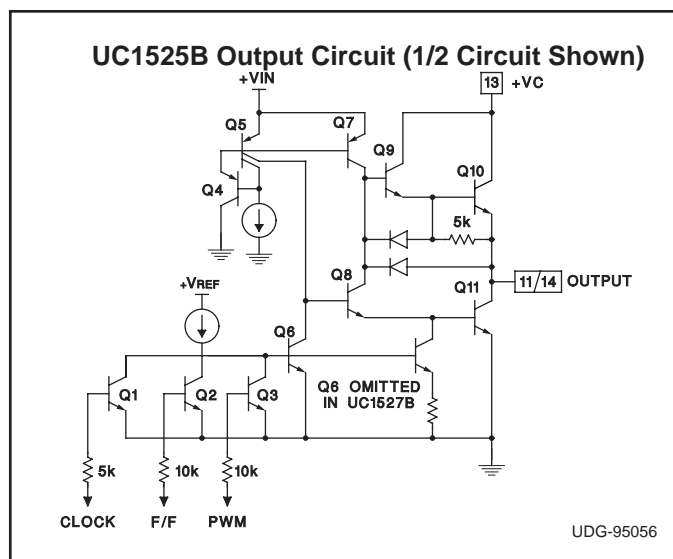 UC1525B Output Circuit (1/2 Circuit Shown)
+VIN
13 +VC
Q5
Q7
Q9
Q10
Q4
5k
Q8
+VREF
11/14 OUTPUT
Q11
Q6
Q1
Q2
Q3
Q6 OMITTED
IN UC1527B
5k
10k
10k
CLOCK
F/F
PWM
UDG-95056